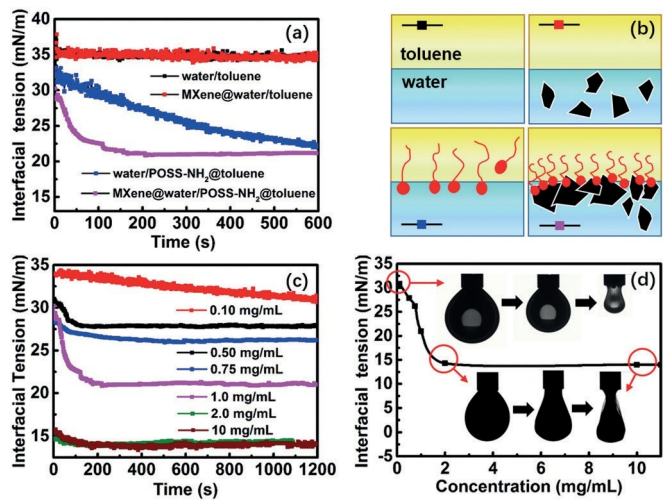 (a)
Interfacial tension (mN/m)
40
35
30
25
20
15
water/toluene
MXene@water/toluene
water/POSS-NH2@toluene
MXene@water/POSS-NH2@toluene
0 100 200 300 400 500 600
Time (s)
(b)
toluene
water
(c)
Interfacial Tension (mN/m)
35
30
25
20
15
0.10 mg/mL
0.50 mg/mL
0.75 mg/mL
1.0 mg/mL
2.0 mg/mL
10 mg/mL
0 200 400 600 800 1000 1200
Time (s)
(d)
Interfacial tension (mN/m)
35
30
25
20
15
10
5
0
-5
0 2 4 6 8 10
Concentration (mg/mL)